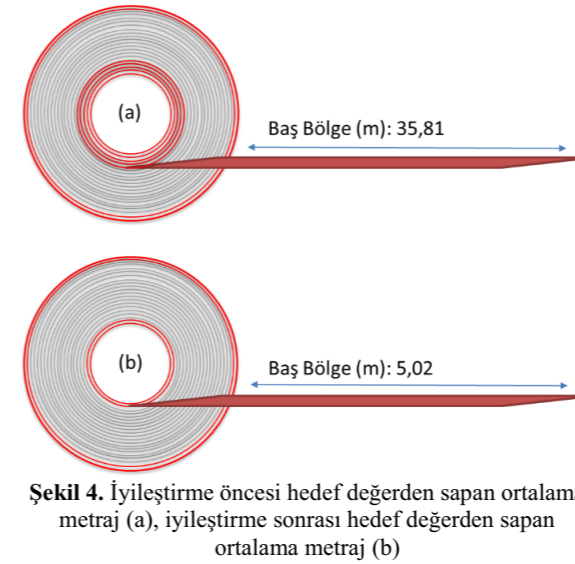 (a)
Baş Bölge (m): 35,81
(b)
Baş Bölge (m): 5,02
Şekil 4. İyileştirme öncesi hedef değerden sapan ortalama
metraj (a), iyileştirme sonrası hedef değerden sapan
ortalama metraj (b)